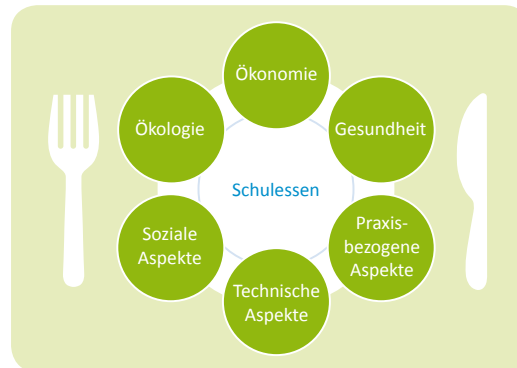 Ökonomie
Ökologie
Gesundheit
Schulessen
Soziale
Aspekte
Praxis-
bezogene
Aspekte
Technische
Aspekte